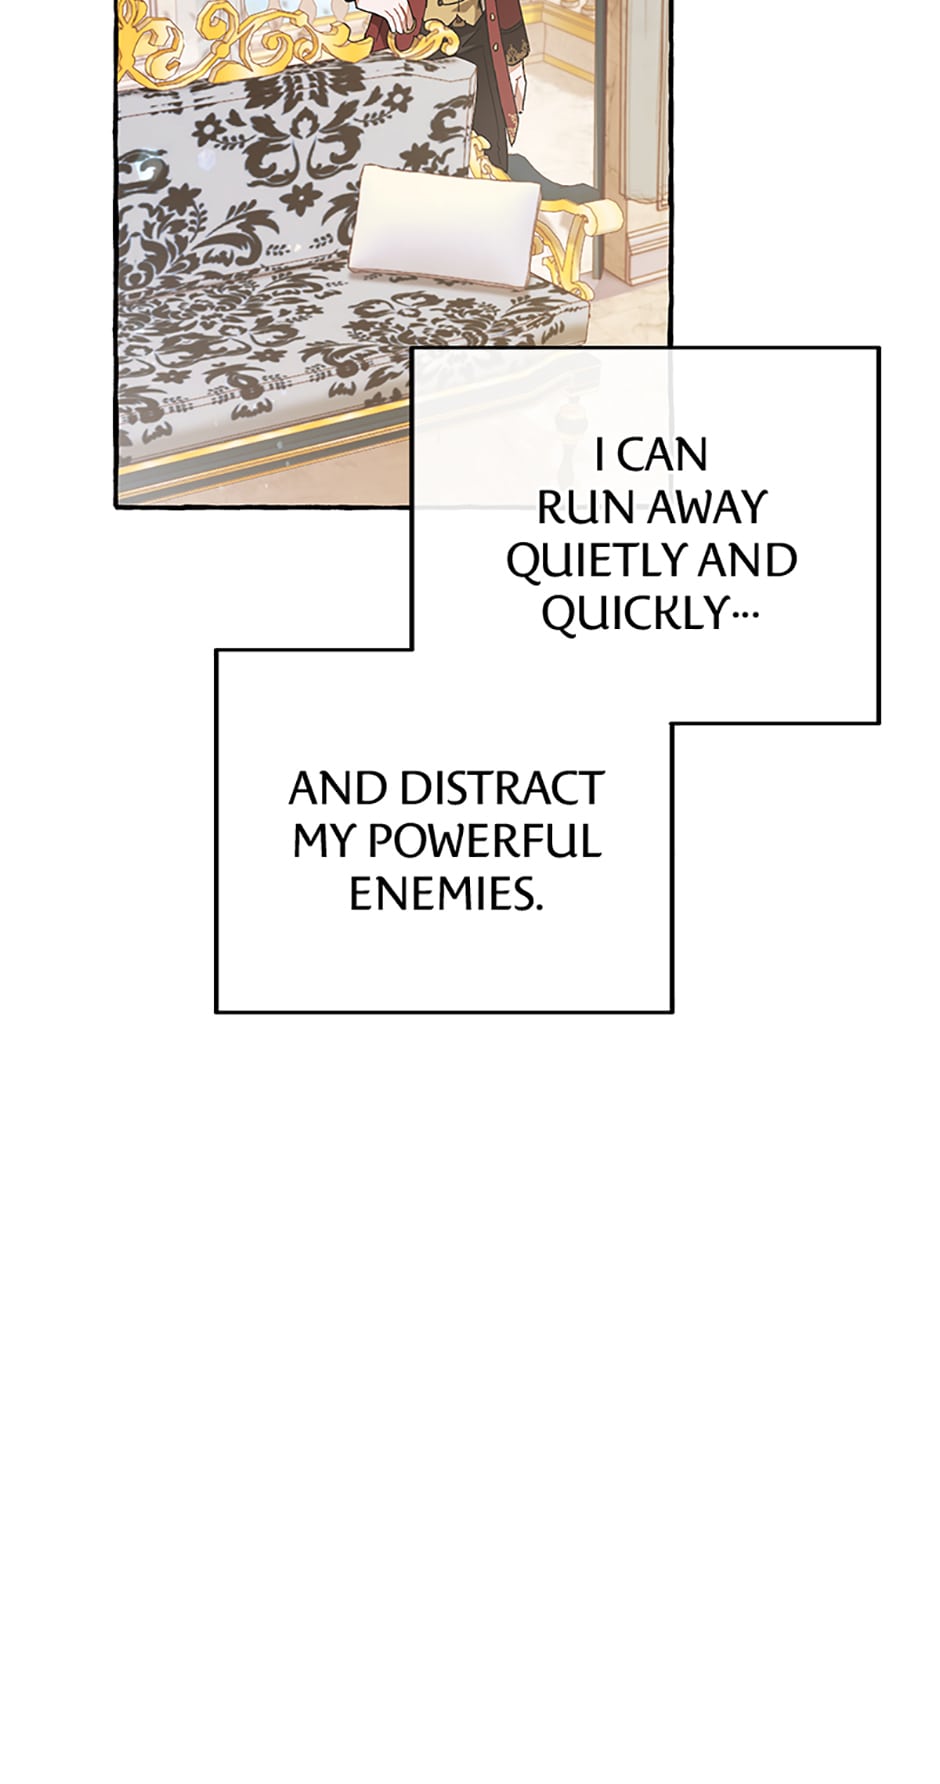 I CAN
RUN AWAY
QUIETLY AND
QUICKLY...
AND DISTRACT
MY POWERFUL
ENEMIES.